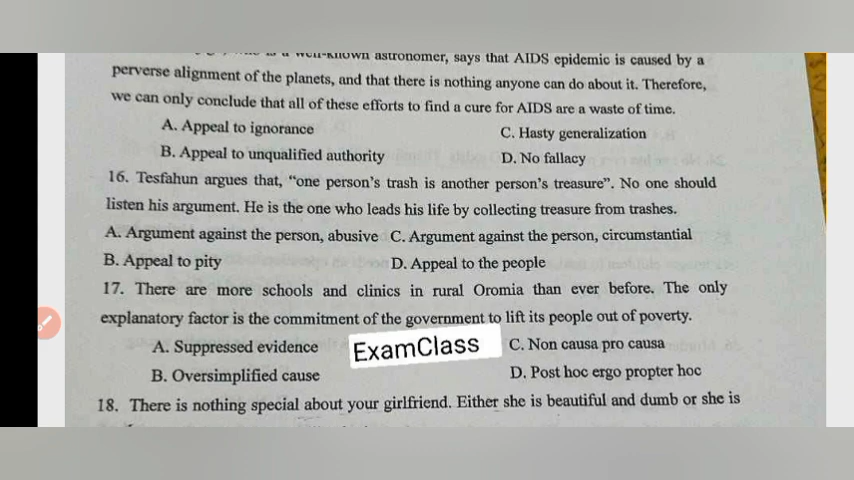 well-known astronomer, says that AIDS epidemic is caused by a
perverse alignment of the planets, and that there is nothing anyone can do about it. Therefore,
we can only conclude that all of these efforts to find a cure for AIDS are a waste of time.
A. Appeal to ignorance C. Hasty generalization
B. Appeal to unqualified authority D. No fallacy
16. Tesfahun argues that, “one person’s trash is another person’s treasure”. No one should
listen his argument. He is the one who leads his life by collecting treasure from trashes.
A. Argument against the person, abusive C. Argument against the person, circumstantial
B. Appeal to pity D. Appeal to the people
17. There are more schools and clinics in rural Oromia than ever before. The only
explanatory factor is the commitment of the government to lift its people out of poverty.
A. Suppressed evidence ExamClass C. Non causa pro causa
B. Oversimplified cause D. Post hoc ergo propter hoc
18. There is nothing special about your girlfriend. Either she is beautiful and dumb or she is